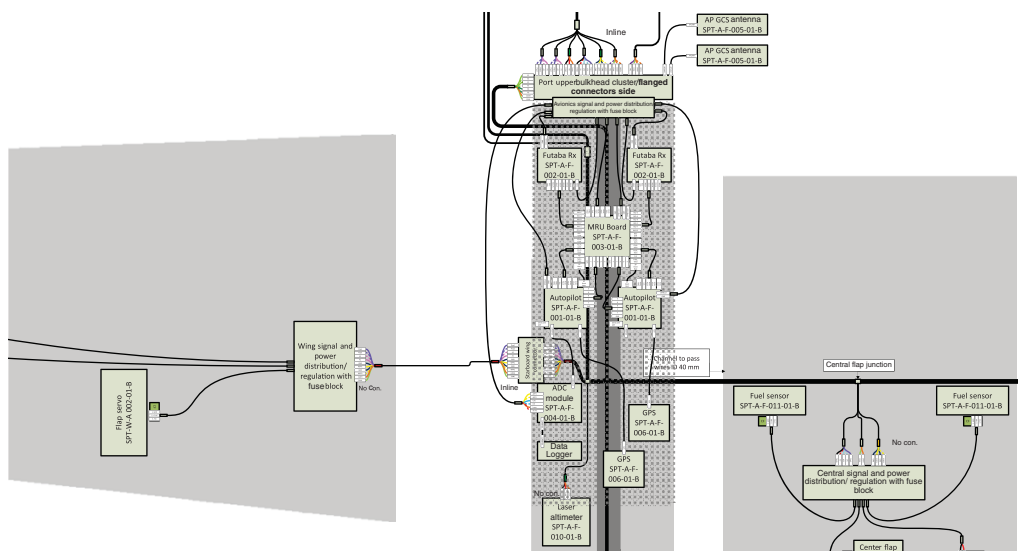 Inline
AP GCS antenna
SPT-A-F-005-01-B
AP GCS antenna
SPT-A-F-005-01-B
Port upperbulkhead cluster/flanged
connectors side
Avionics signal and power distribution/
regulation with fuse block
Futaba Rx
SPT-A-F-
002-01-B
Futaba Rx
SPT-A-F-
002-01-B
MRU Board
SPT-A-F-
003-01-B
Autopilot
SPT-A-F-
001-01-B
Autopilot
SPT-A-F-
001-01-B
Wing signal and
power
distribution/
regulation with
fuse block
No Con.
Flap servo
SPT-W-A 002-01-B
Starboard wing
Inline
ADC
module
SPT-A-F-
004-01-B
Data
Logger
GPS
SPT-A-F-
006-01-B
GPS
SPT-A-F-
006-01-B
No con.
Laser
altimeter
SPT-A-F-
010-01-B
Channel to pass
wires ID 40 mm
Central flap junction
Fuel sensor
SPT-A-F-011-01-B
Fuel sensor
SPT-A-F-011-01-B
No con.
Central signal and power
distribution/ regulation with fuse
block
Center flap